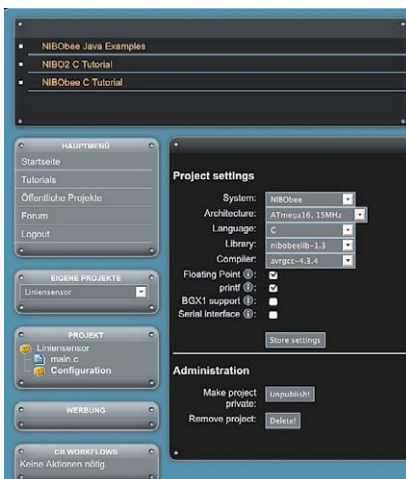 NIBObee Java Examples
NIBO2 C Tutorial
NIBObee C Tutorial
HAUPTMENÜ
Startseite
Tutorials
Öffentliche Projekte
Forum
Logout
EIGENE PROJEKTE
Liniensensor
PROJEKT
Liniensensor
main.c
Configuration
WERBUNG
CB WORKFLOWS
Keine Aktionen nötig.
Project settings
System: NIBObee
Architecture: ATmega16, 15MHz
Language: C
Library: nibobeelib-1.3
Compiler: avrgcc-4.3.4
Floating Point ⓘ:
printf ⓘ:
BGX1 support ⓘ:
Serial Interface ⓘ:
Store settings
Administration
Make project
private: Unpublish!
Remove project: Delete!